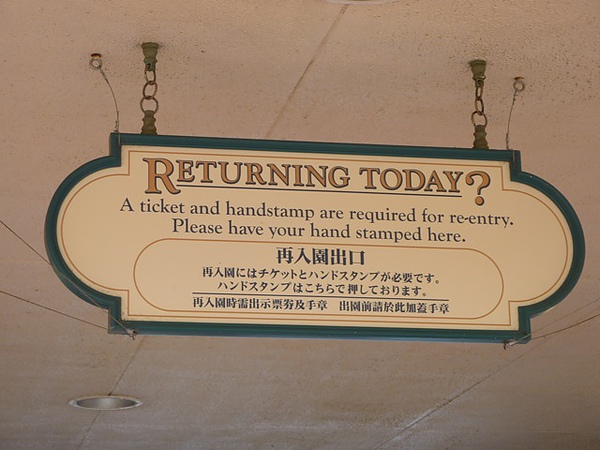 RETURNING TODAY?
A ticket and handstamp are required for re-entry.
Please have your hand stamped here.
再入園出口
再入園にはチケットとハンドスタンプが必要です。
ハンドスタンプはこちらで押しております。
再入園時需出示票券及手章　出園前請於此加蓋手章